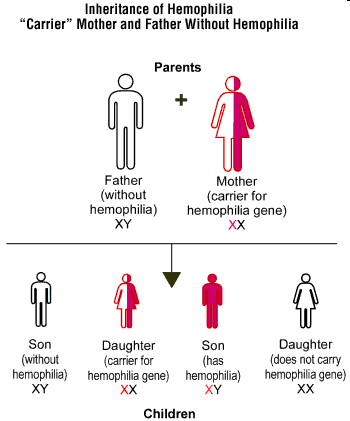 Inheritance of Hemophilia
“Carrier” Mother and Father Without Hemophilia
Parents
+
Father
(without
hemophilia)
XY
Mother
(carrier for
hemophilia gene)
XX
Son
(without
hemophilia)
XY
Daughter
(carrier for
hemophilia gene)
XX
Son
(has
hemophilia)
XY
Daughter
(does not carry
hemophilia gene)
XX
Children